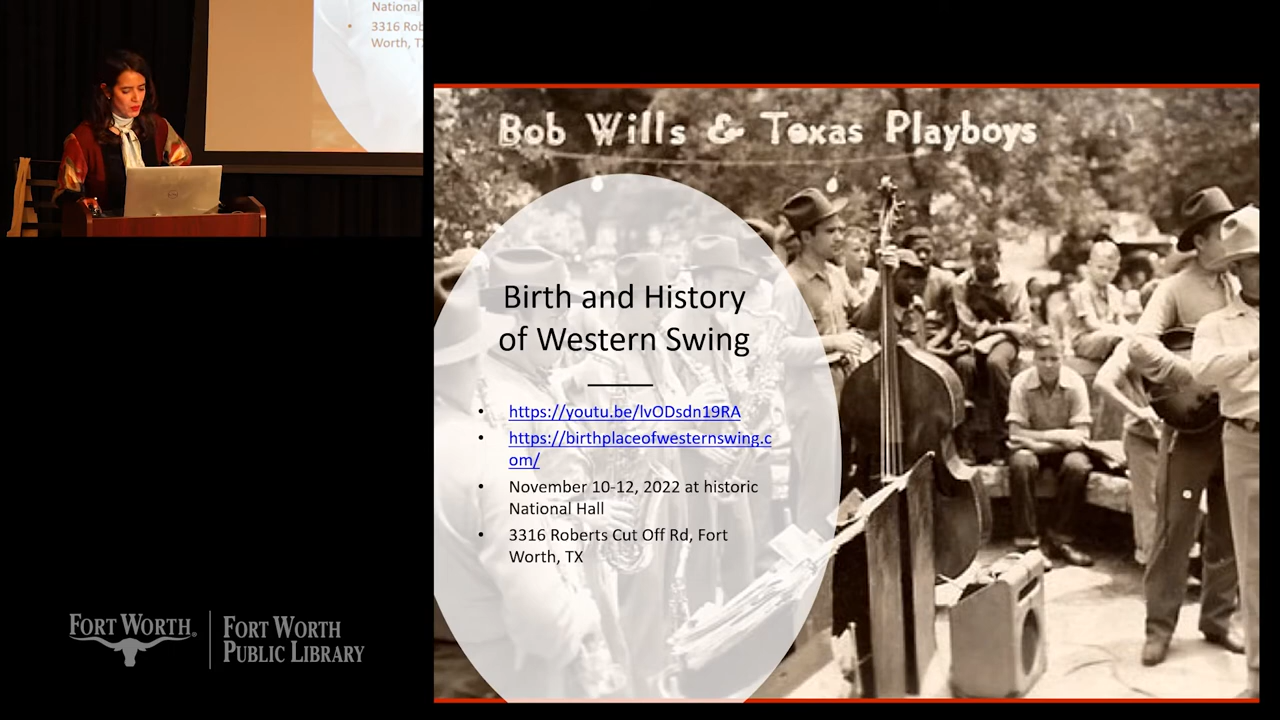 National
3316 Rob
Worth, T
Bob Wills & Texas Playboys
Birth and History
of Western Swing
https://youtu.be/lvODsdn19RA
https://birthplaceofwesternswing.c
om/
November 10-12, 2022 at historic
National Hall
3316 Roberts Cut Off Rd, Fort
Worth, TX
FORT WORTH®
FORT WORTH
PUBLIC LIBRARY